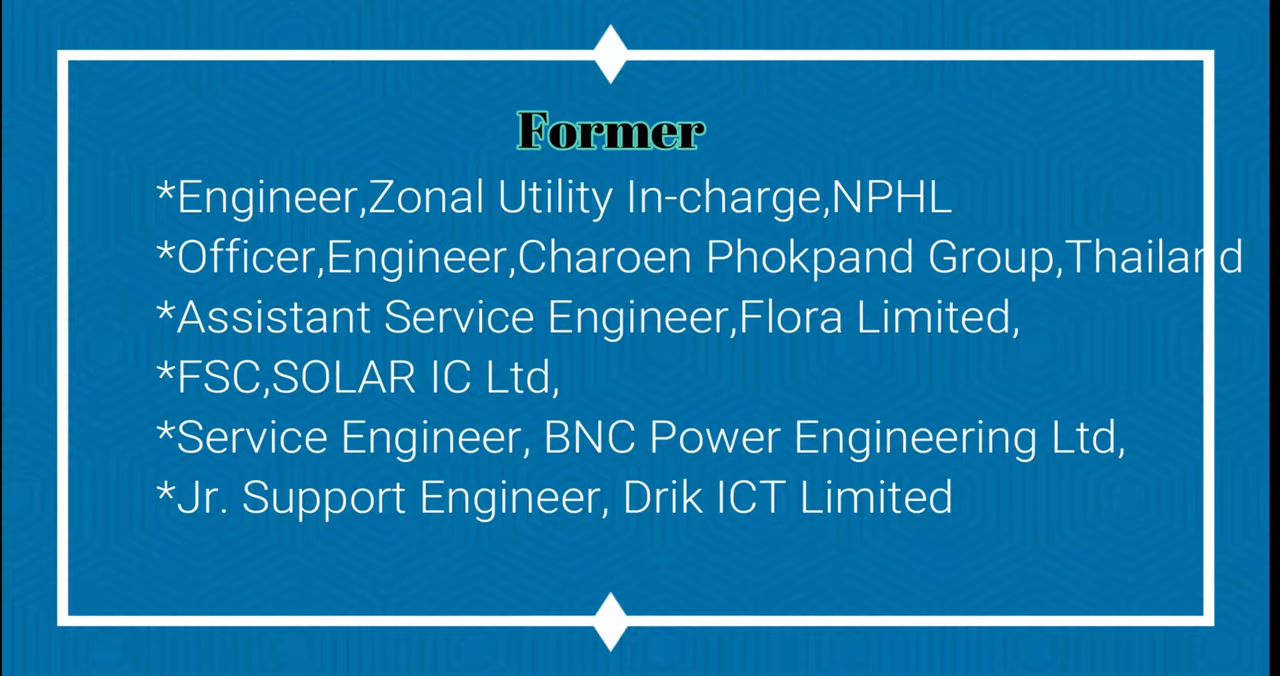 Former
*Engineer,Zonal Utility In-charge,NPHL
*Officer,Engineer,Charoen Phokpand Group,Thailand
*Assistant Service Engineer,Flora Limited,
*FSC,SOLAR IC Ltd,
*Service Engineer, BNC Power Engineering Ltd,
*Jr. Support Engineer, Drik ICT Limited